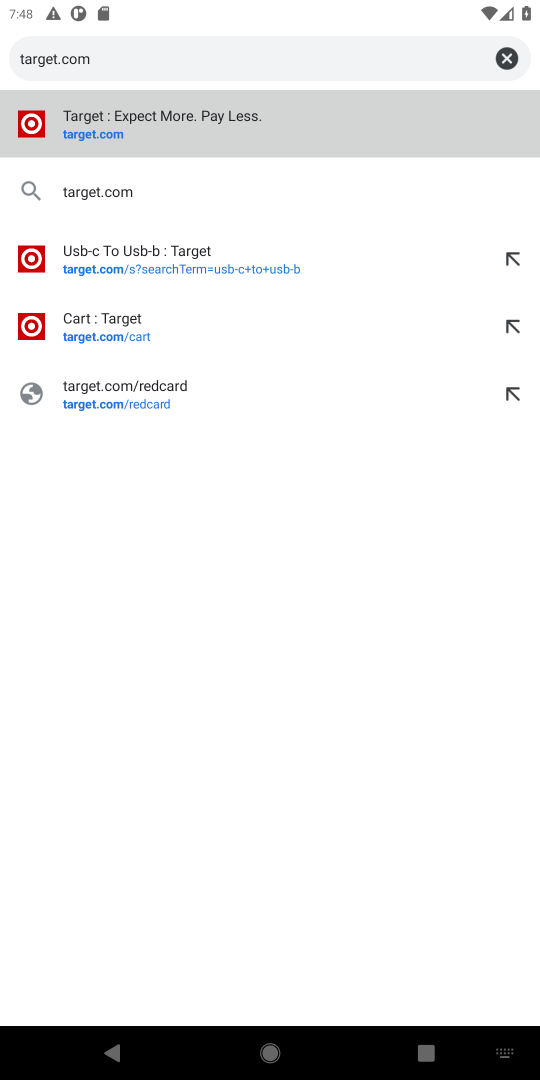 7:48
target.com
Target : Expect More. Pay Less.
target.com
target.com
Usb-c To Usb-b : Target
target.com/s?searchTerm=usb-c+to+usb-b
Cart : Target
target.com/cart
target.com/redcard
target.com/redcard